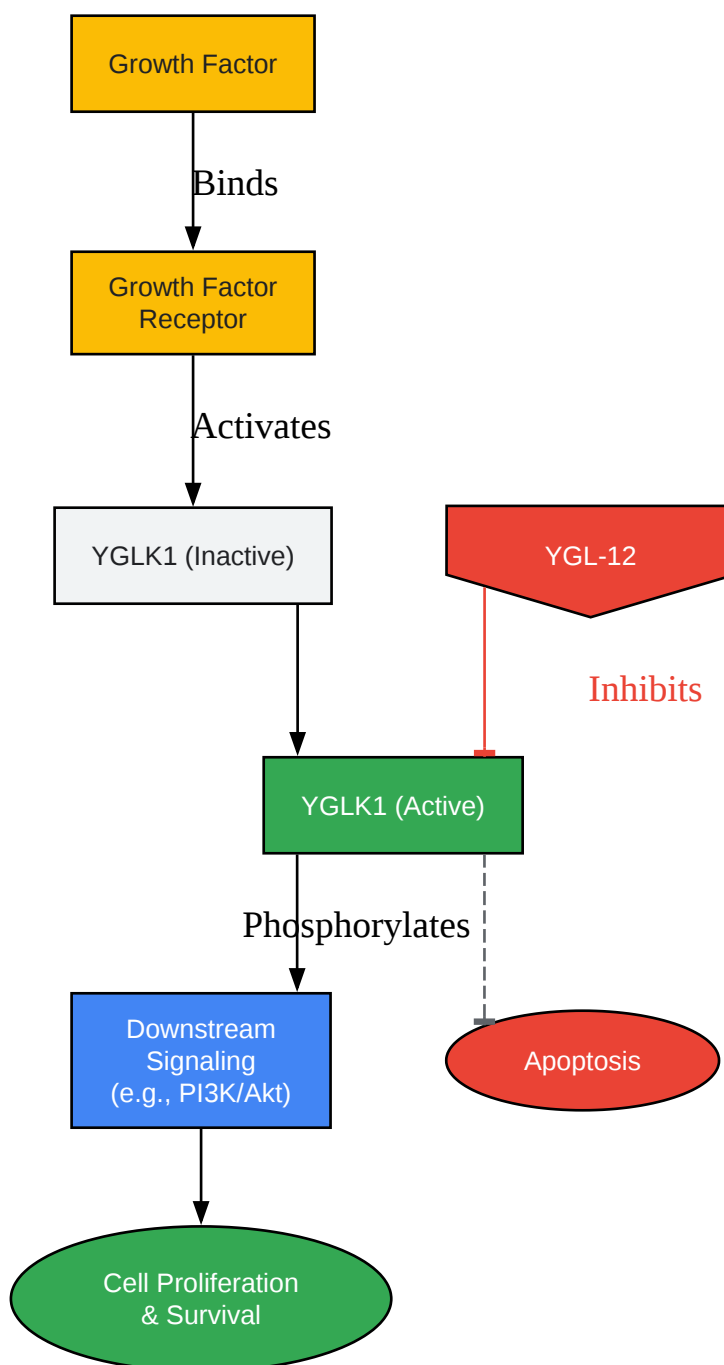 Growth Factor
Binds
Growth Factor
Receptor
Activates
YGLK1 (Inactive)
YGL-12
Inhibits
YGLK1 (Active)
Phosphorylates
Downstream
Signaling
(e.g., PI3K/Akt)
Apoptosis
Cell Proliferation
& Survival